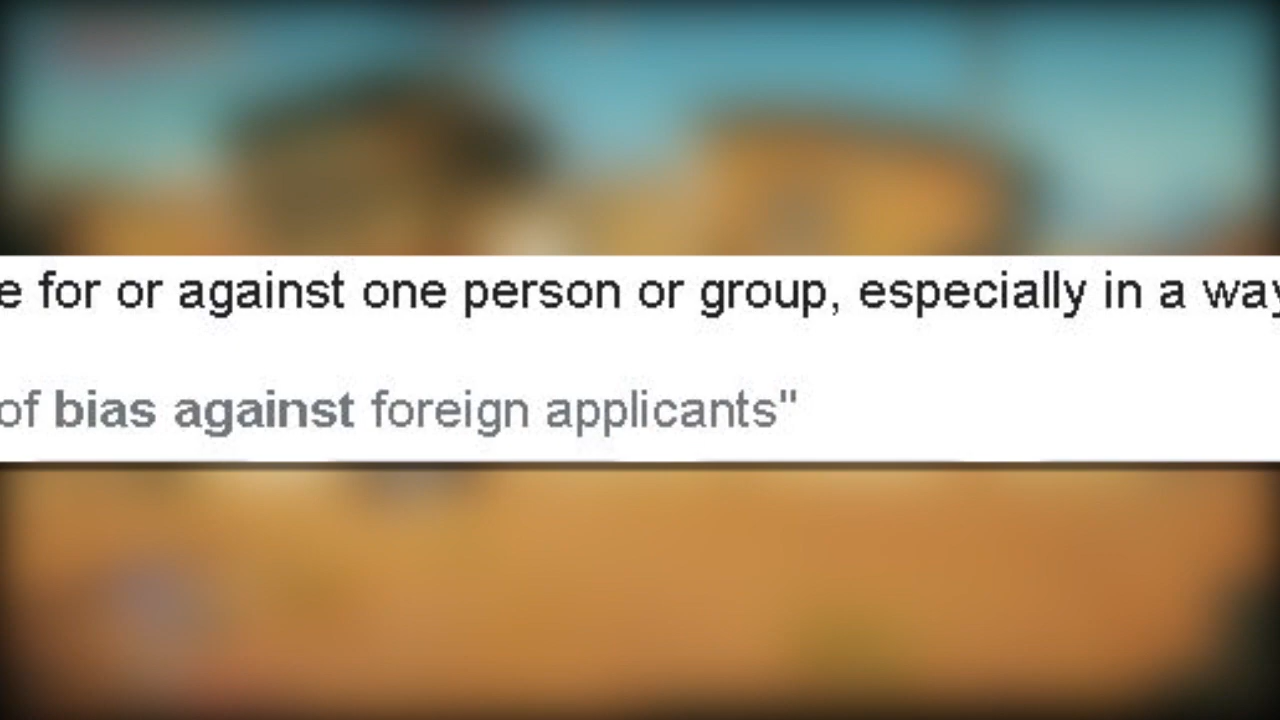 e for or against one person or group, especially in a way
of bias against foreign applicants"